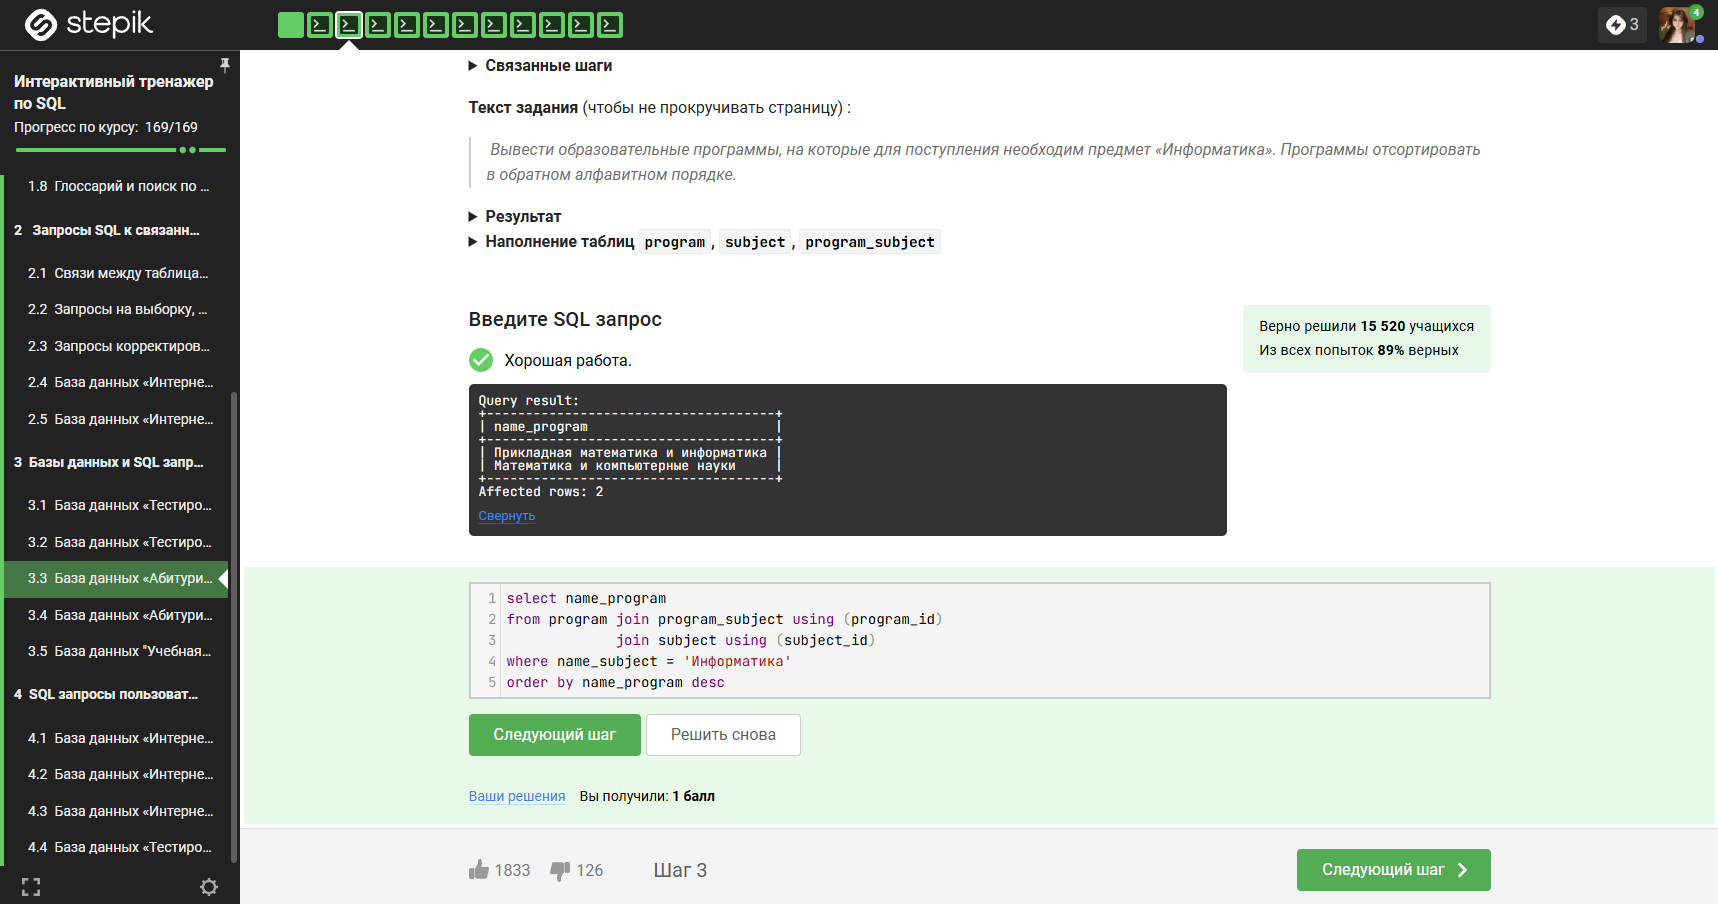 stepik
3
4
Интерактивный тренажер
по SQL
Прогресс по курсу: 169/169
1.8 Глоссарий и поиск по ...
2 Запросы SQL к связанн...
2.1 Связи между таблица...
2.2 Запросы на выборку, ...
2.3 Запросы корректиров...
2.4 База данных «Интерне...
2.5 База данных «Интерне...
3 Базы данных и SQL запр...
3.1 База данных «Тестиро...
3.2 База данных «Тестиро...
3.3 База данных «Абитури...
3.4 База данных «Абитури...
3.5 База данных "Учебная...
4 SQL запросы пользоват...
4.1 База данных «Интерне...
4.2 База данных «Интерне...
4.3 База данных «Интерне...
4.4 База данных «Тестиро...
Связанные шаги
Текст задания (чтобы не прокручивать страницу) :
Вывести образовательные программы, на которые для поступления необходим предмет «Информатика». Программы отсортировать
в обратном алфавитном порядке.
Результат
Наполнение таблиц program, subject, program_subject
Введите SQL запрос
Верно решили 15 520 учащихся
Из всех попыток 89% верных
Хорошая работа.
Query result:
+-------------------------------------+
| name_program |
+-------------------------------------+
| Прикладная математика и информатика |
| Математика и компьютерные науки |
+-------------------------------------+
Affected rows: 2
Свернуть
1 select name_program
2 from program join program_subject using (program_id)
3 join subject using (subject_id)
4 where name_subject = 'Информатика'
5 order by name_program desc
Следующий шаг
Решить снова
Ваши решения Вы получили: 1 балл
1833 126 Шаг 3
Следующий шаг